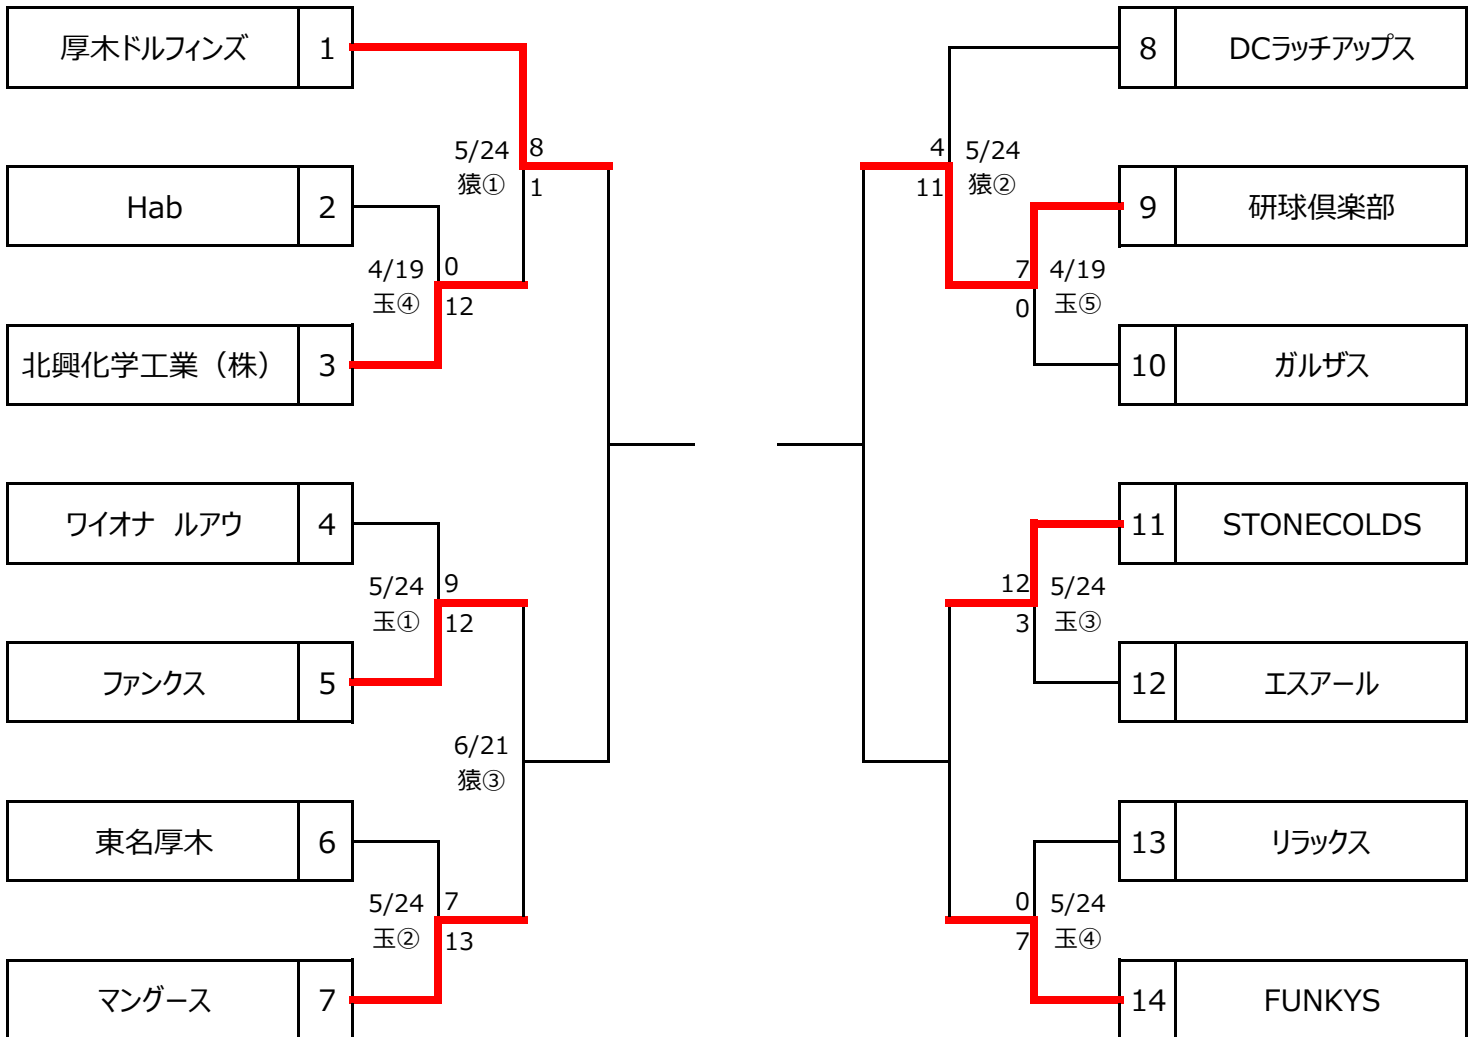 厚木ドルフィンズ 1
8 DCラッチアップス
5/24 8
猿① 1
4 5/24
11 猿②
Hab 2
9 研球倶楽部
4/19 0
玉④ 12
7 4/19
0 玉⑤
北興化学工業（株） 3
10 ガルザス
ワイオナ ルアウ 4
11 STONECOLDS
5/24 9
玉① 12
12 5/24
3 玉③
ファンクス 5
12 エスアール
6/21
猿③
東名厚木 6
13 リラックス
5/24 7
玉② 13
0 5/24
7 玉④
マングース 7
14 FUNKYS